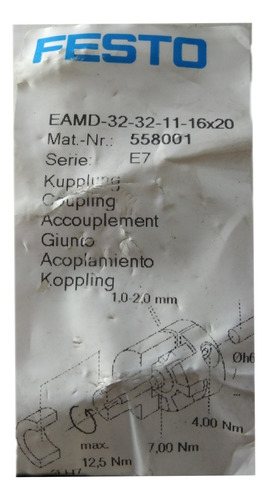 FESTO
EAMD-32-32-11-16x20
Mat.-Nr.: 558001
Serie: E7
Kupplung
Coupling
Accouplement
Giunto
Acoplamiento
Koppling
1.0-2,0 mm
Øh6
4.00 Nm
max. 7,00 Nm
12,5 Nm